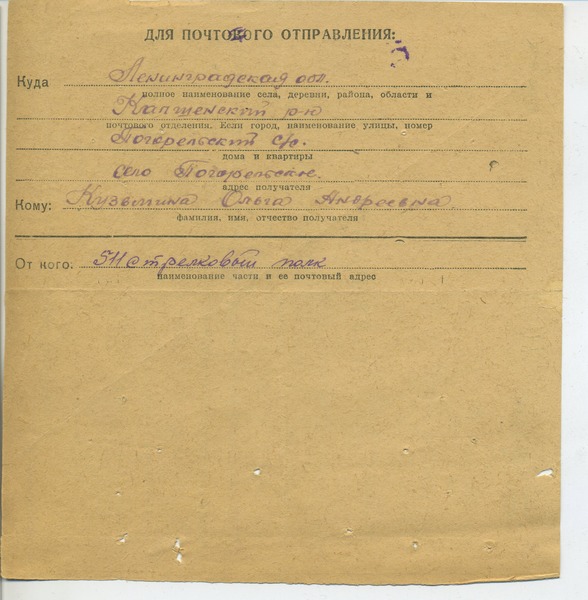 ДЛЯ ПОЧТОВОГО ОТПРАВЛЕНИЯ:
Куда Ленинградская обл.
полное наименование села, деревни, района, области и
Капшенский р-н
почтового отделения. Если город, наименование улицы, номер
Погорельский с/с.
дома и квартиры
село Погорельское.
адрес получателя
Кому: Кузьмина Ольга Андреевна
фамилия, имя, отчество получателя
От кого: 511 стрелковый полк
наименование части и ее почтовый адрес